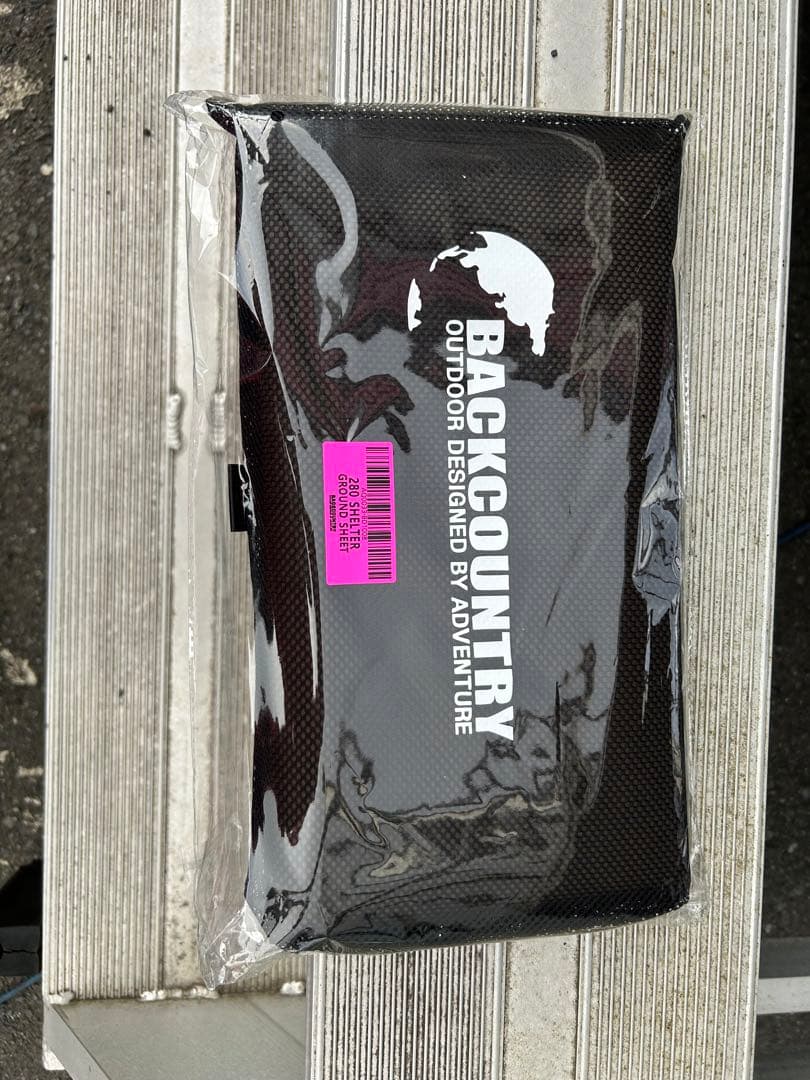 BACKCOUNTRY
OUTDOOR DESIGNED BY ADVENTURE
280 SHELTER
GROUND SHEET